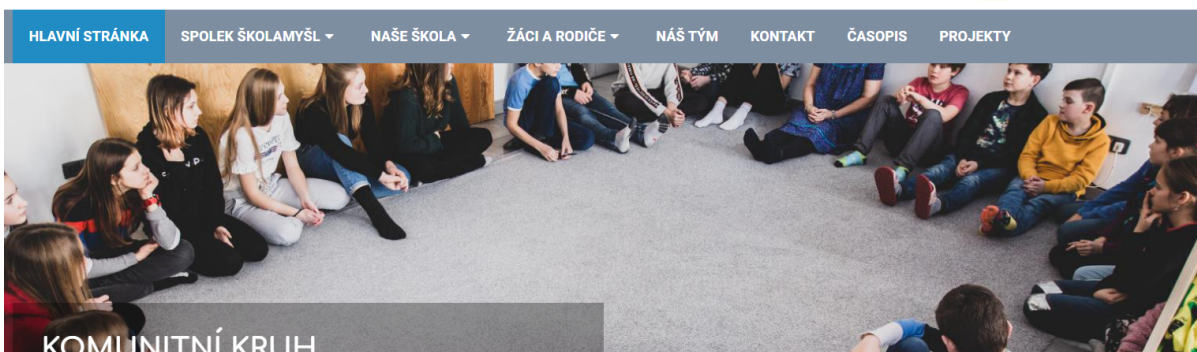 HLAVNÍ STRÁNKA SPOLEK ŠKOLAMYŠL NAŠE ŠKOLA ŽÁCI A RODIČE NÁŠ TÝM KONTAKT ČASOPIS PROJEKTY
KOMUNITNÍ KRUH